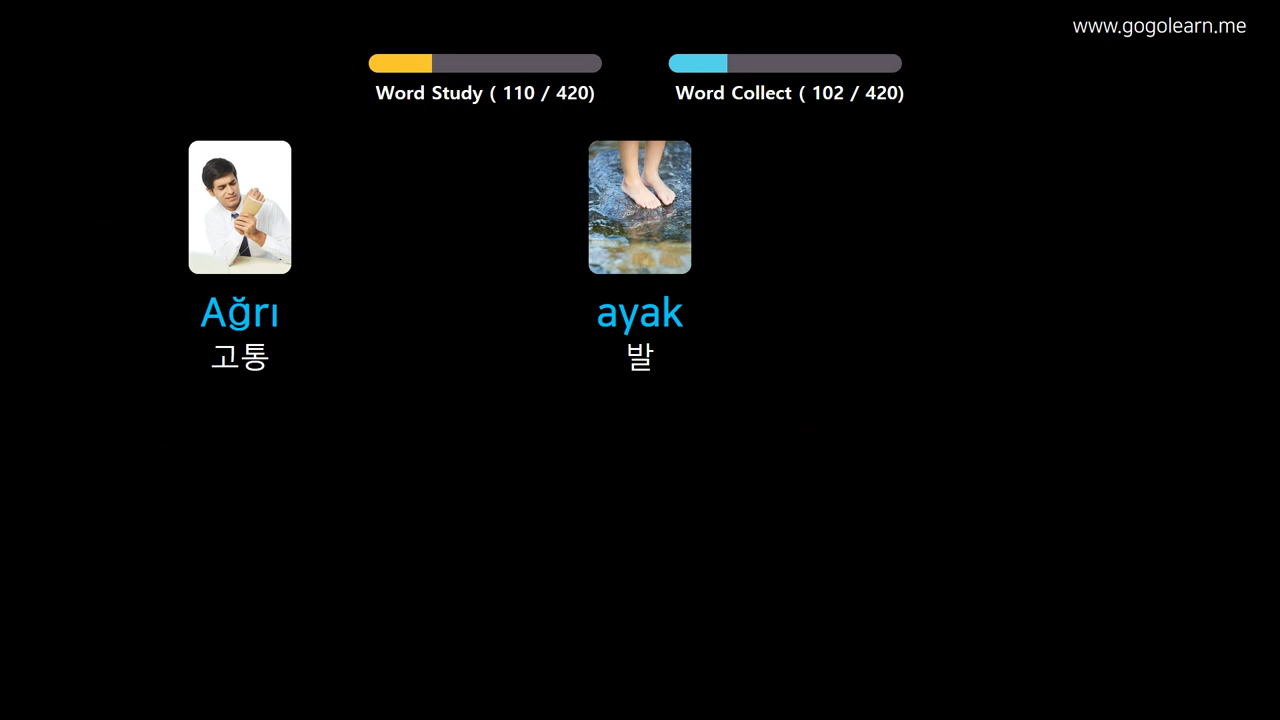 www.gogolearn.me
Word Study ( 110 / 420)
Word Collect ( 102 / 420)
Ağrı
고통
ayak
발